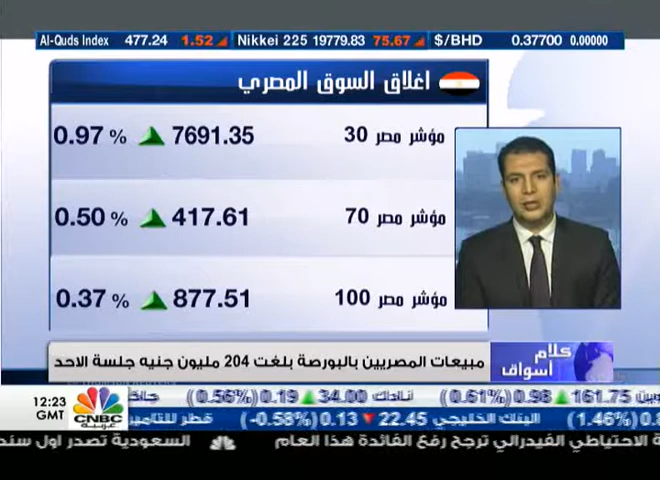 Al-Quds Index 477.24 1.52 Nikkei 225 19779.83 75.67 $/BHD 0.37700 0.00000
اغلاق السوق المصري
مؤشر مصر 30 7691.35 0.97 %
مؤشر مصر 70 417.61 0.50 %
مؤشر مصر 100 877.51 0.37 %
مبيعات المصريين بالبورصة بلغت 204 مليون جنيه جلسة الاحد
كلام
أسواق
161.75 0.98 (0.61%) ناداك 34.00 0.19 (0.56%)
(1.46%) البنك الخليجي 22.45 0.13 (-0.58%) قطر للتامين
12:23
GMT
CNBC
عربية
الاحتياطي الفيدرالي ترجح رفع الفائدة هذا العام السعودية تصدر اول